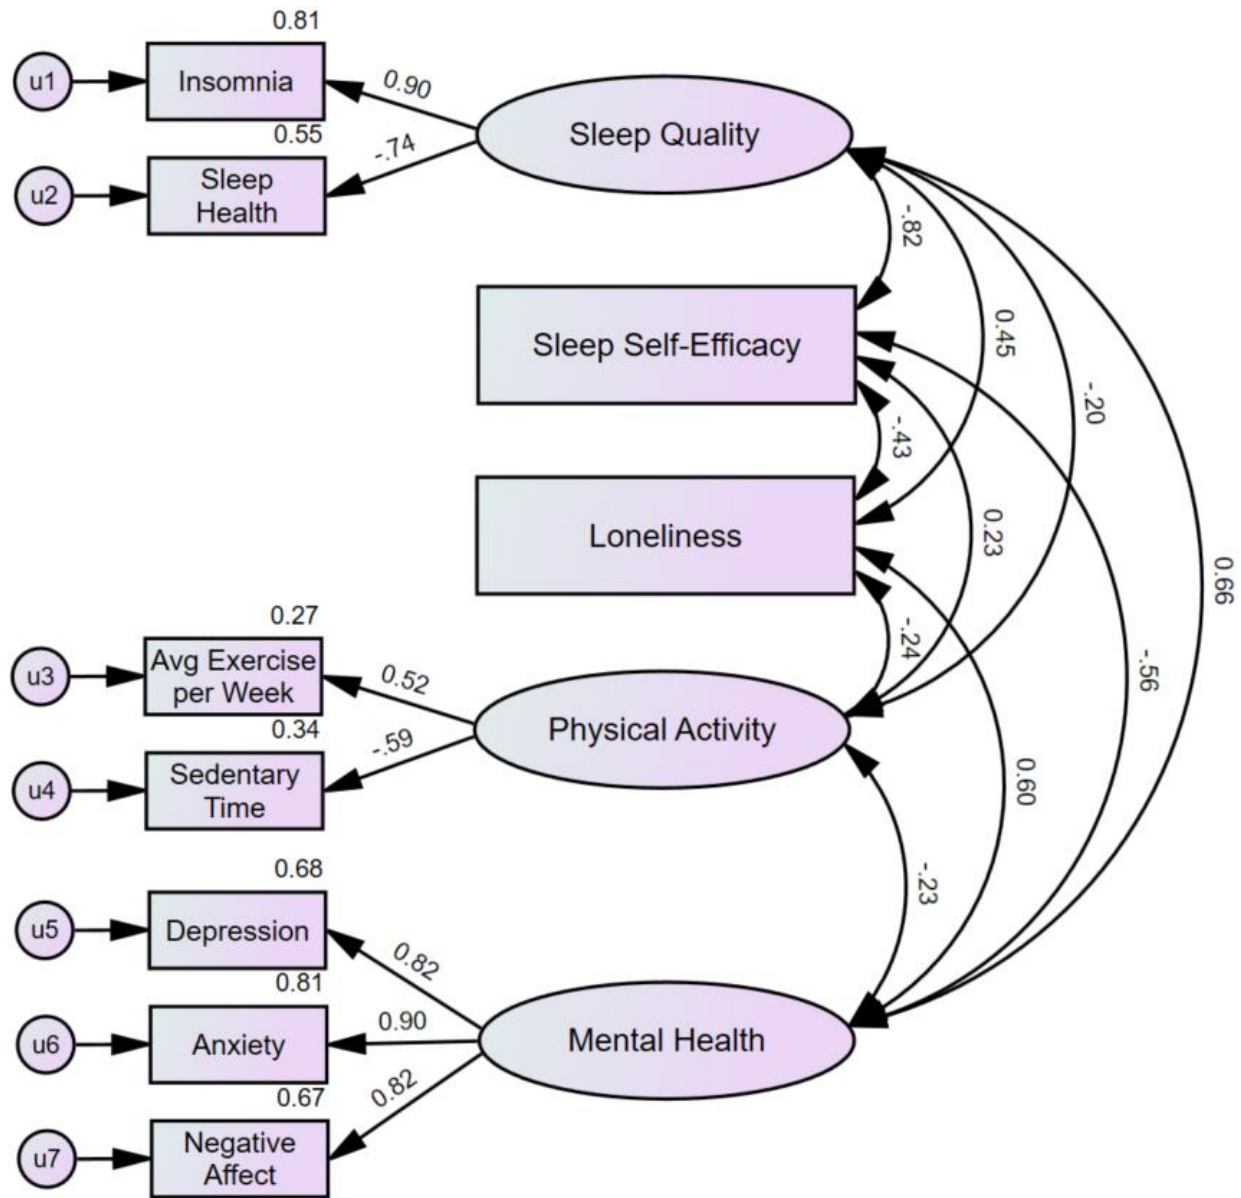 0.81
u1
Insomnia
0.90
Sleep Quality
0.55
u2
Sleep
Health
-.74
-.82
Sleep Self-Efficacy
0.45
-.20
-.43
Loneliness
0.23
0.66
0.27
u3
Avg Exercise
per Week
0.52
-.24
-.56
Physical Activity
0.34
u4
Sedentary
Time
-.59
0.60
0.68
u5
Depression
0.82
-.23
0.81
u6
Anxiety
0.90
Mental Health
0.67
u7
Negative
Affect
0.82